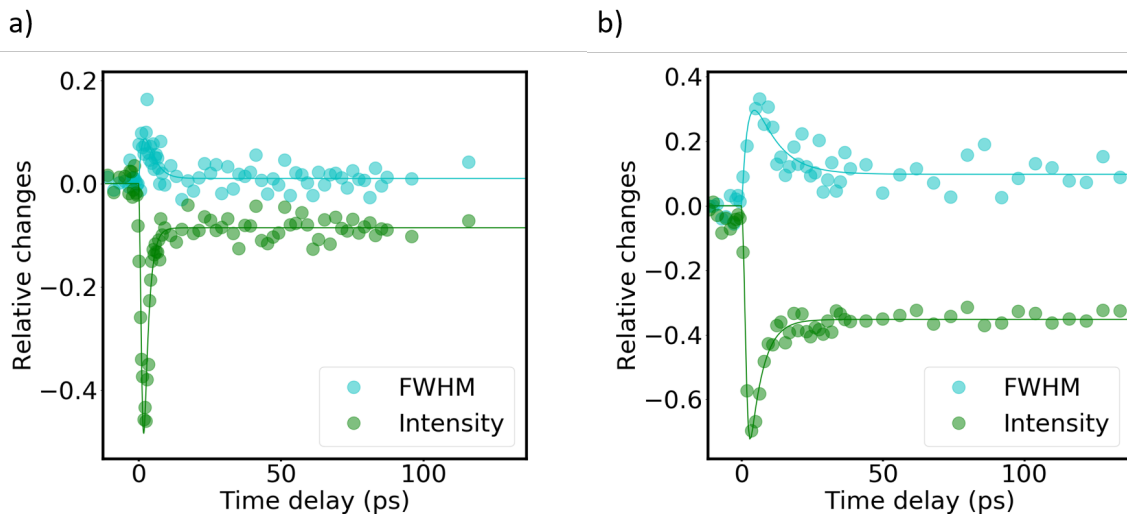 a)
b)
0.2
0.0
−0.2
−0.4
Relative changes
0
50
100
Time delay (ps)
FWHM
Intensity
0.4
0.2
0.0
−0.2
−0.4
−0.6
Relative changes
0
50
100
Time delay (ps)
FWHM
Intensity